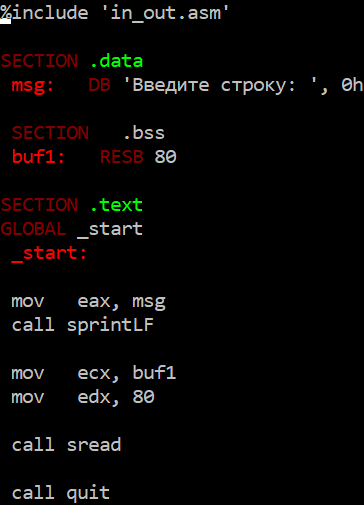 %include 'in_out.asm'
SECTION .data
msg: DB 'Введите строку: ', 0h
SECTION .bss
buf1: RESB 80
SECTION .text
GLOBAL _start
_start:
mov eax, msg
call sprintLF
mov ecx, buf1
mov edx, 80
call sread
call quit